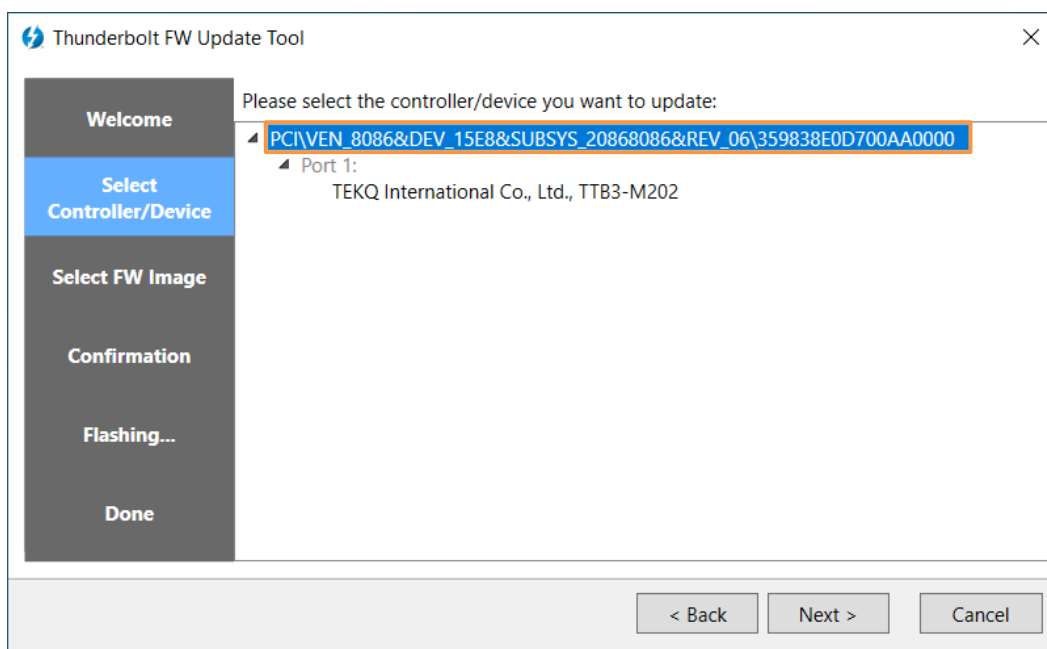 Thunderbolt FW Update Tool
Welcome
Select
Controller/Device
Select FW Image
Confirmation
Flashing...
Done
Please select the controller/device you want to update:
PCI\VEN_8086&DEV_15E8&SUBSYS_20868086&REV_06\359838E0D700AA0000
Port 1:
TEKQ International Co., Ltd., TTB3-M202
< Back
Next >
Cancel